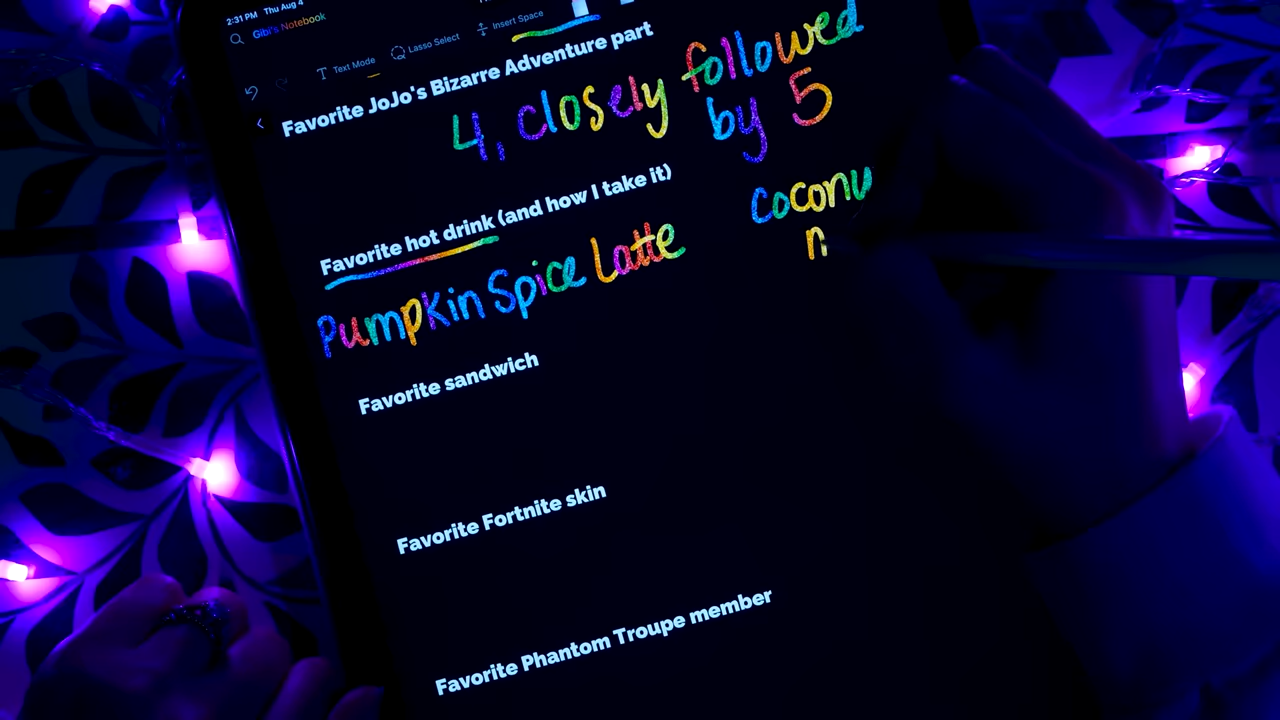 2:31 PM Thu Aug 4
Gibi's Notebook
Text Mode
Lasso Select
Insert Space
Favorite JoJo's Bizarre Adventure part
4, closely followed
by 5
Favorite hot drink (and how I take it)
Pumpkin Spice Latte
coconu
Favorite sandwich
Favorite Fortnite skin
Favorite Phantom Troupe member